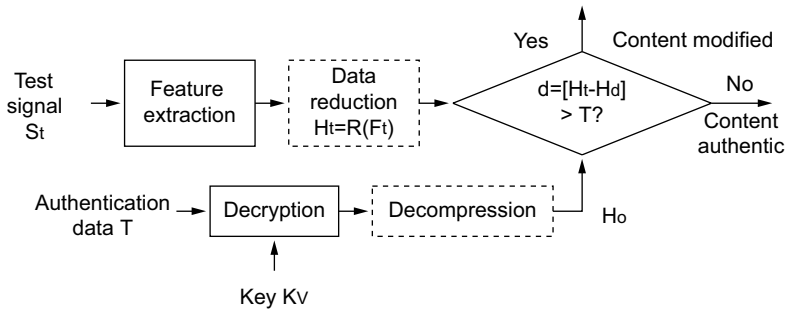 Yes
Content modified
Test
signal
St
Feature
extraction
Data
reduction
Ht=R(Ft)
d=[Ht-Hd]
> T?
No
Content
authentic
Authentication
data T
Decryption
Decompression
Ho
Key KV